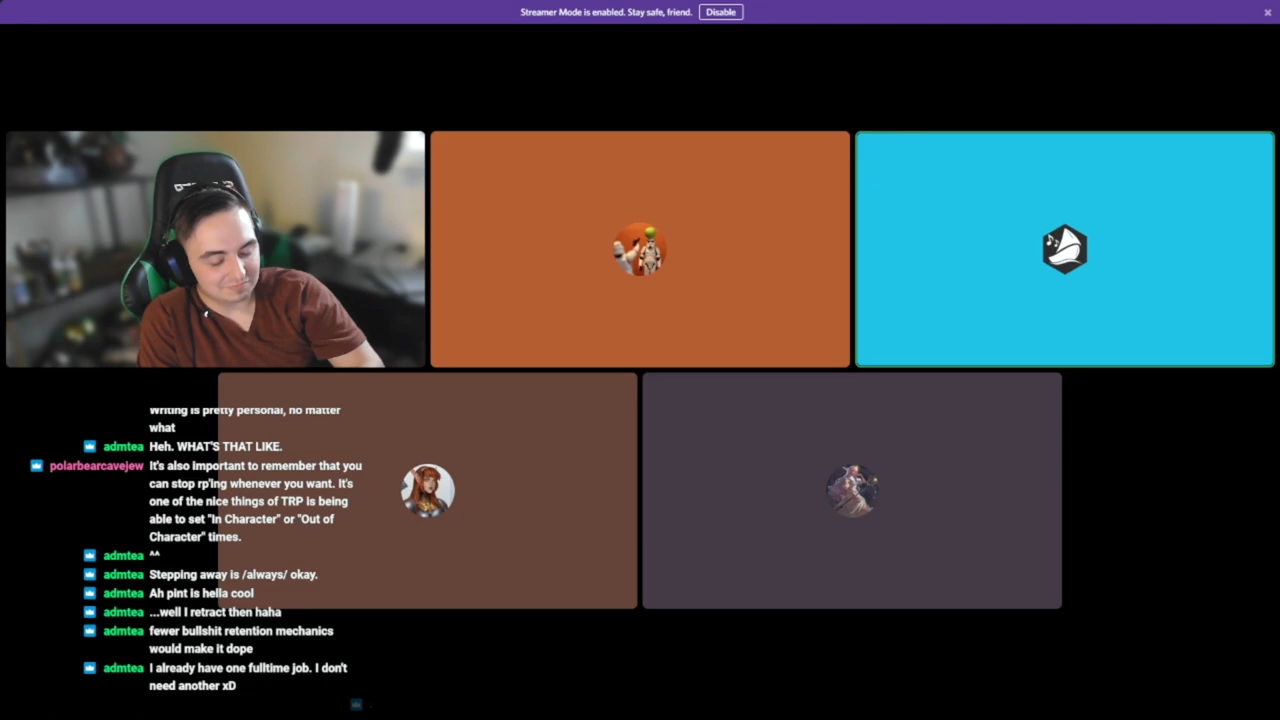 Streamer Mode is enabled. Stay safe, friend. Disable
Writing is pretty personal, no matter
what
admtea Heh. WHAT'S THAT LIKE.
polarbearcavejew It's also important to remember that you
can stop rp'ing whenever you want. It's
one of the nice things of TRP is being
able to set "In Character" or "Out of
Character" times.
admtea ^^
admtea Stepping away is /always/ okay.
admtea Ah pint is hella cool
admtea ...well I retract then haha
admtea fewer bullshit retention mechanics
would make it dope
admtea I already have one fulltime job. I don't
need another xD